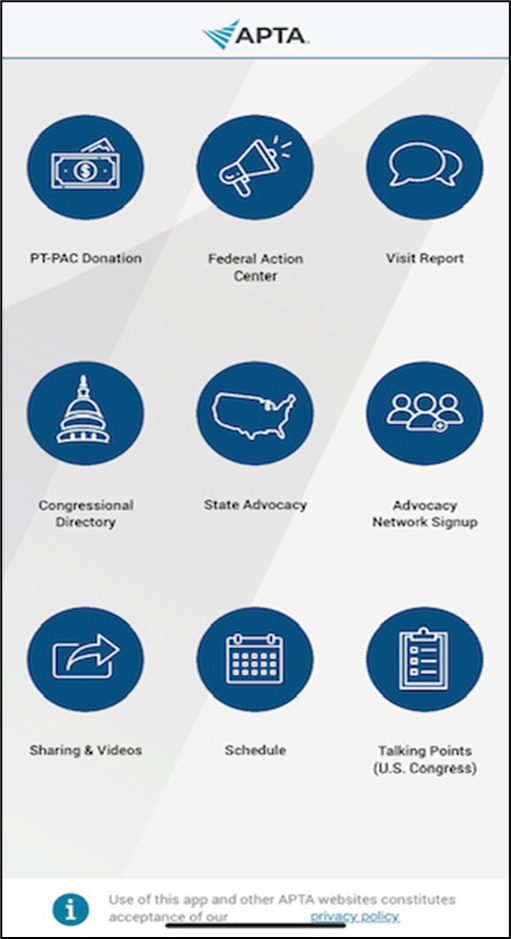 APTA
PT-PAC Donation
Federal Action
Center
Visit Report
Congressional
Directory
State Advocacy
Advocacy
Network Signup
Sharing & Videos
Schedule
Talking Points
(U.S. Congress)
Use of this app and other APTA websites constitutes
acceptance of our privacy policy